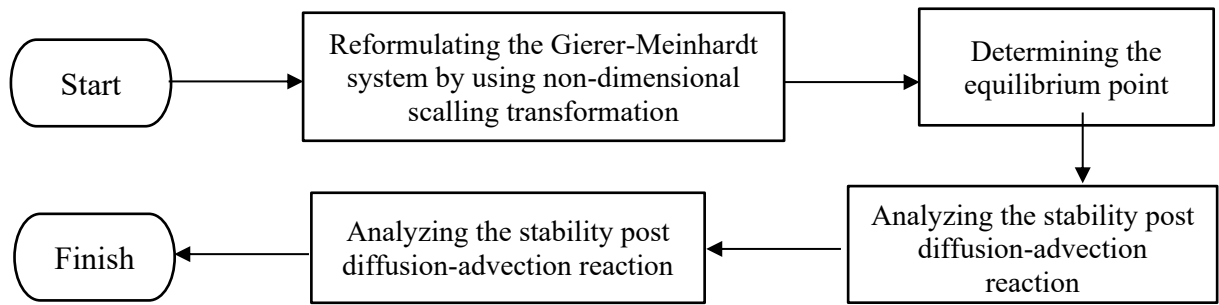 Start
Reformulating the Gierer-Meinhardt
system by using non-dimensional
scalling transformation
Determining the
equilibrium point
Analyzing the stability post
diffusion-advection
reaction
Analyzing the stability post
diffusion-advection reaction
Finish